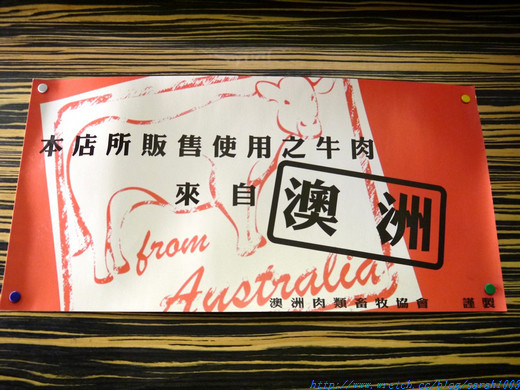 本店所販售使用之牛肉
來自澳洲
from
Australia
澳洲肉類畜牧協會 謹製